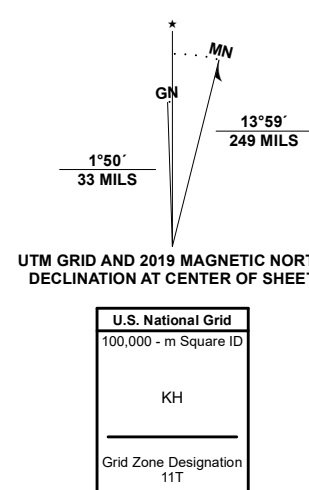 ★
MN
GN
13°59´
249 MILS
1°50´
33 MILS
UTM GRID AND 2019 MAGNETIC NORT
DECLINATION AT CENTER OF SHEET
U.S. National Grid
100,000 - m Square ID
KH
Grid Zone Designation
11T